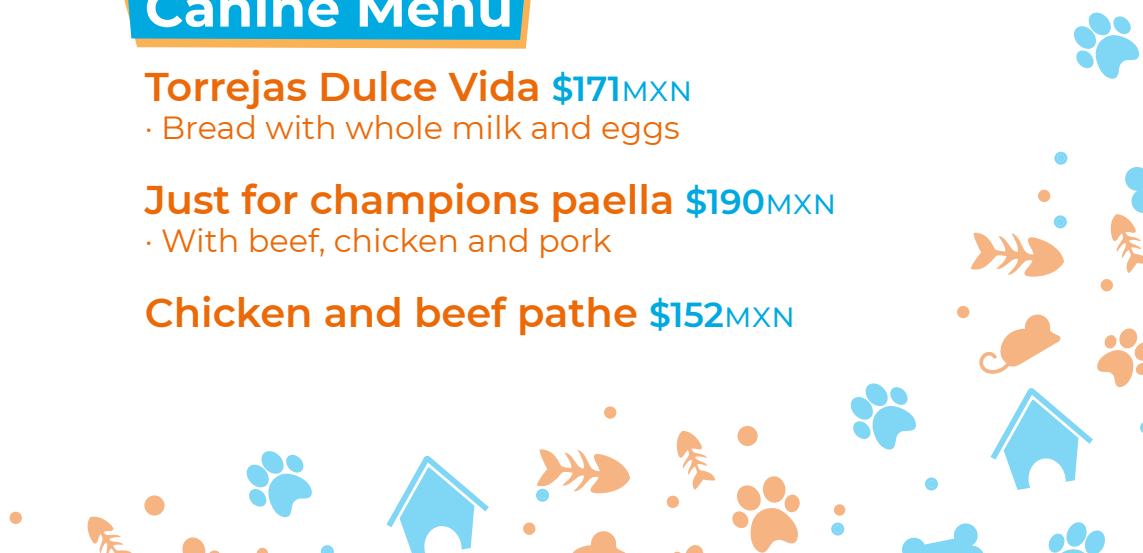 Canine Menu
Torrejas Dulce Vida $171MXN
· Bread with whole milk and eggs
Just for champions paella $190MXN
· With beef, chicken and pork
Chicken and beef pathe $152MXN